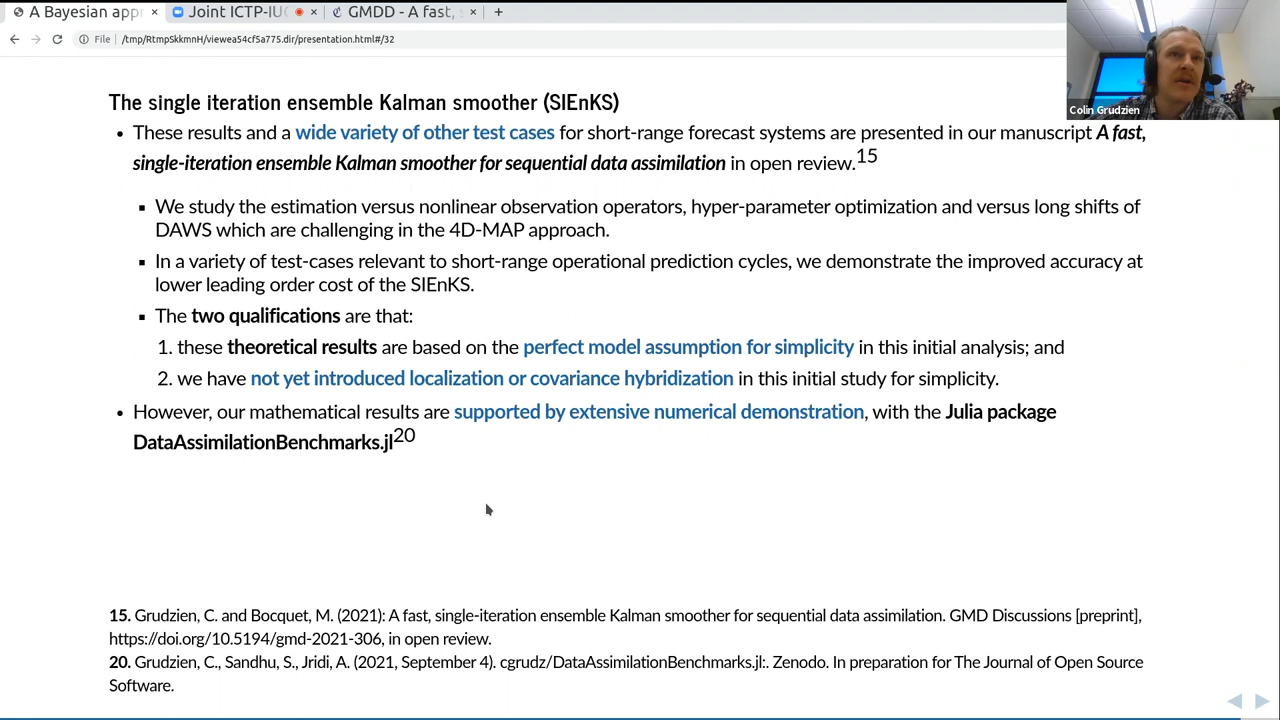 A Bayesian app
Joint ICTP-IU
GMDD - A fast,
File /tmp/RtmpSkkmnH/viewea54cf5a775.dir/presentation.html#/32
Colin Grudzien
The single iteration ensemble Kalman smoother (SIEnKS)
• These results and a wide variety of other test cases for short-range forecast systems are presented in our manuscript A fast,
single-iteration ensemble Kalman smoother for sequential data assimilation in open review.15
▪ We study the estimation versus nonlinear observation operators, hyper-parameter optimization and versus long shifts of
DAWS which are challenging in the 4D-MAP approach.
▪ In a variety of test-cases relevant to short-range operational prediction cycles, we demonstrate the improved accuracy at
lower leading order cost of the SIEnKS.
▪ The two qualifications are that:
1. these theoretical results are based on the perfect model assumption for simplicity in this initial analysis; and
2. we have not yet introduced localization or covariance hybridization in this initial study for simplicity.
• However, our mathematical results are supported by extensive numerical demonstration, with the Julia package
DataAssimilationBenchmarks.jl20
15. Grudzien, C. and Bocquet, M. (2021): A fast, single-iteration ensemble Kalman smoother for sequential data assimilation. GMD Discussions [preprint],
https://doi.org/10.5194/gmd-2021-306, in open review.
20. Grudzien, C., Sandhu, S., Jridi, A. (2021, September 4). cgrudz/DataAssimilationBenchmarks.jl:. Zenodo. In preparation for The Journal of Open Source
Software.